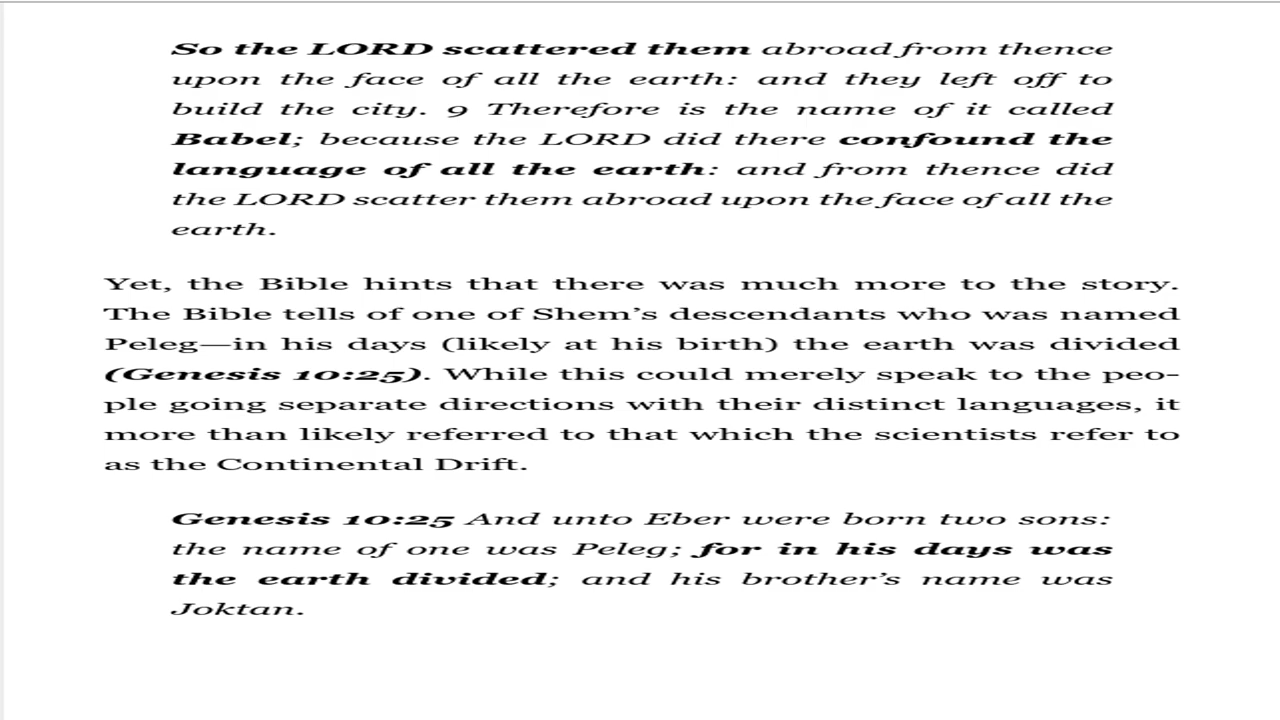 So the LORD scattered them abroad from thence
upon the face of all the earth: and they left off to
build the city. 9 Therefore is the name of it called
Babel; because the LORD did there confound the
language of all the earth: and from thence did
the LORD scatter them abroad upon the face of all the
earth.
Yet, the Bible hints that there was much more to the story.
The Bible tells of one of Shem’s descendants who was named
Peleg—in his days (likely at his birth) the earth was divided
(Genesis 10:25). While this could merely speak to the peo-
ple going separate directions with their distinct languages, it
more than likely referred to that which the scientists refer to
as the Continental Drift.
Genesis 10:25 And unto Eber were born two sons:
the name of one was Peleg; for in his days was
the earth divided; and his brother’s name was
Joktan.